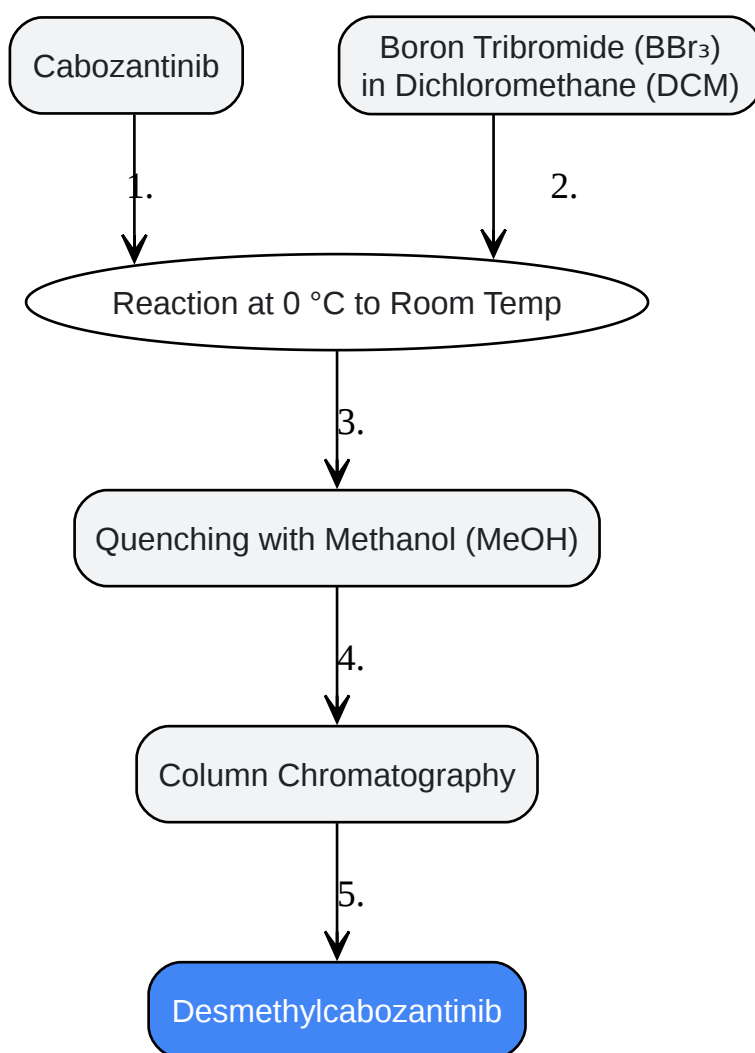 Cabozantinib
Boron Tribromide (BBr₃)
in Dichloromethane (DCM)
1.
2.
Reaction at 0 °C to Room Temp
3.
Quenching with Methanol (MeOH)
4.
Column Chromatography
5.
Desmethylcabozantinib